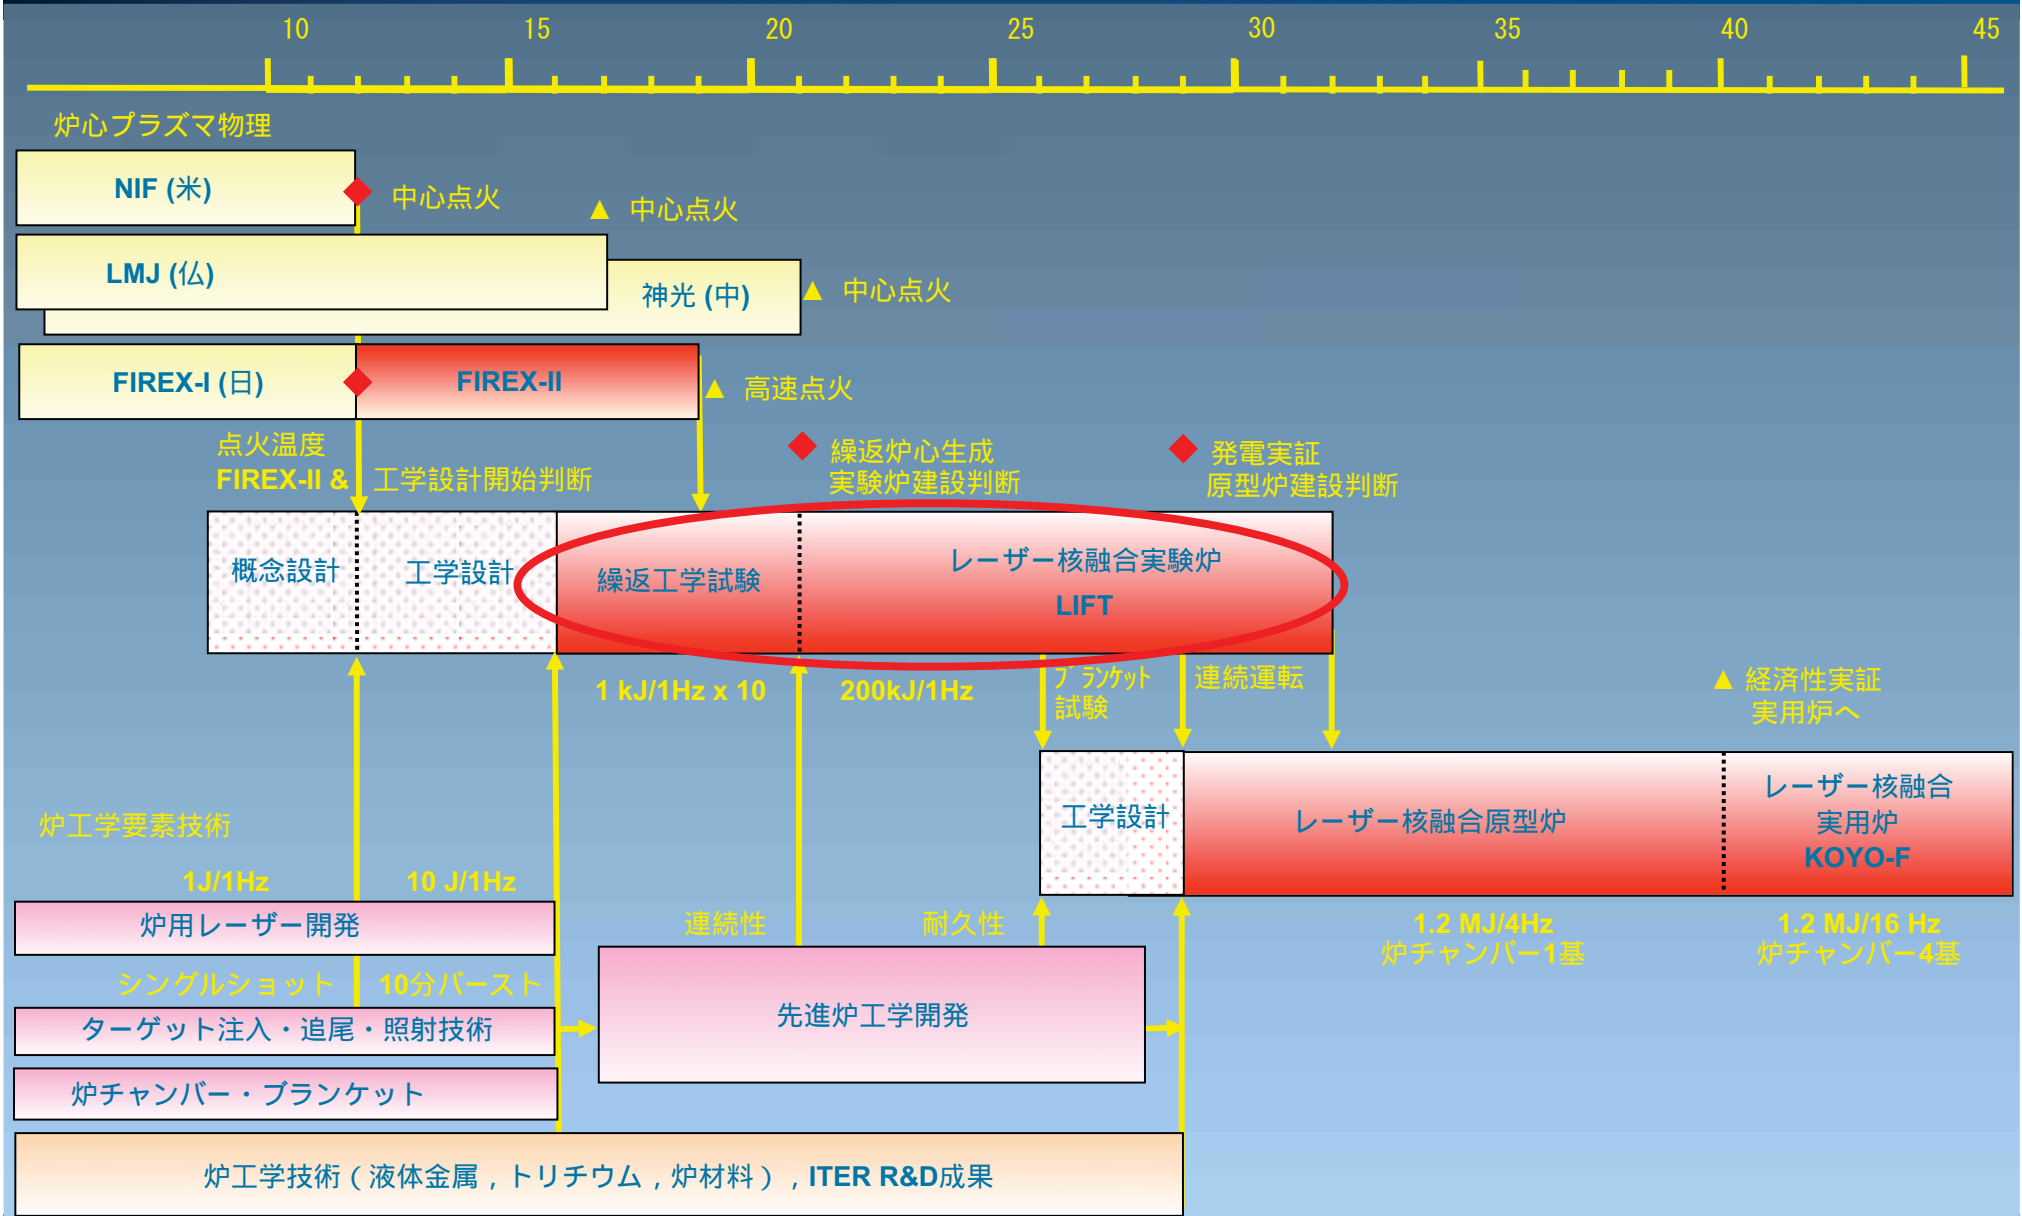 10 15 20 25 30 35 40 45
炉心プラズマ物理
NIF (米)
中心点火
▲ 中心点火
LMJ (仏)
神光 (中)
▲ 中心点火
FIREX-I (日)
FIREX-II
▲ 高速点火
点火温度
FIREX-II & 工学設計開始判断
繰返炉心生成
実験炉建設判断
発電実証
原型炉建設判断
概念設計
工学設計
繰返工学試験
レーザー核融合実験炉
LIFT
1 kJ/1Hz x 10
200kJ/1Hz
ブランケット
試験
連続運転
▲ 経済性実証
実用炉へ
工学設計
レーザー核融合原型炉
レーザー核融合
実用炉
KOYO-F
1.2 MJ/4Hz
炉チャンバー1基
1.2 MJ/16 Hz
炉チャンバー4基
炉工学要素技術
1J/1Hz
10 J/1Hz
炉用レーザー開発
連続性
耐久性
シングルショット
10分バースト
ターゲット注入・追尾・照射技術
先進炉工学開発
炉チャンバー・ブランケット
炉工学技術（液体金属，トリチウム，炉材料），ITER R&D成果